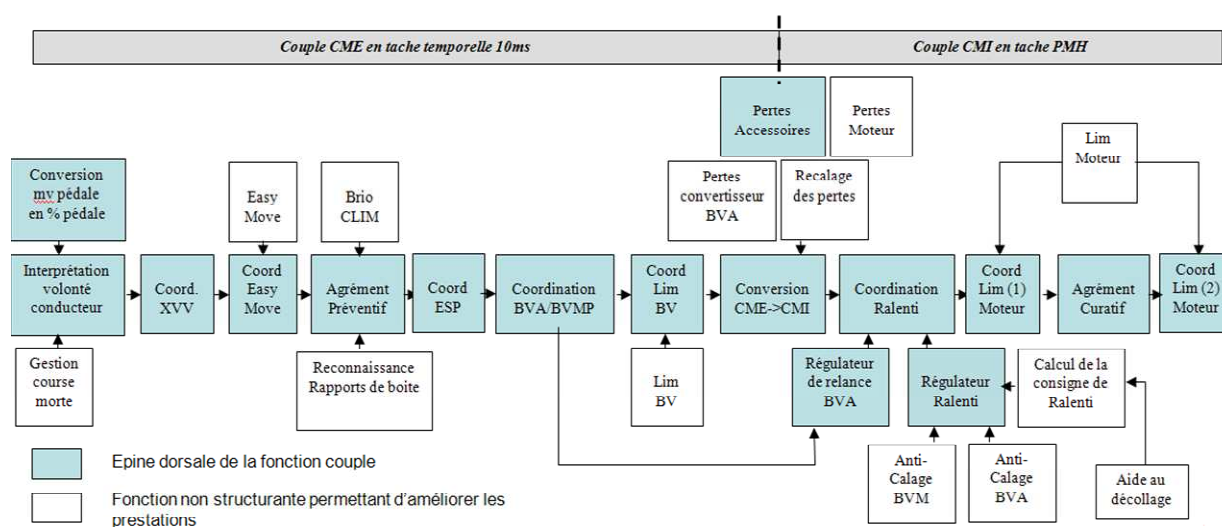 Couple CME en tache temporelle 10ms
Couple CMI en tache PMH
Pertes
Accessoires
Pertes
Moteur
Lim
Moteur
Conversion
mv pédale
en % pédale
Easy
Move
Brio
CLIM
Pertes
convertisseur
BVA
Recalage
des pertes
Interprétation
volonté
conducteur
Coord.
XVV
Coord
Easy
Move
Agrément
Préventif
Coord
ESP
Coordination
BVA/BVMP
Coord
Lim
BV
Conversion
CME->CMI
Coordination
Ralenti
Coord
Lim (1)
Moteur
Agrément
Curatif
Coord
Lim (2)
Moteur
Gestion
course
morte
Reconnaissance
Rapports de boite
Lim
BV
Régulateur
de relance
BVA
Régulateur
Ralenti
Calcul de la
consigne de
Ralenti
Anti-
Calage
BVM
Anti-
Calage
BVA
Aide au
décollage
Epine dorsale de la fonction couple
Fonction non structurante permettant d'améliorer les
prestations